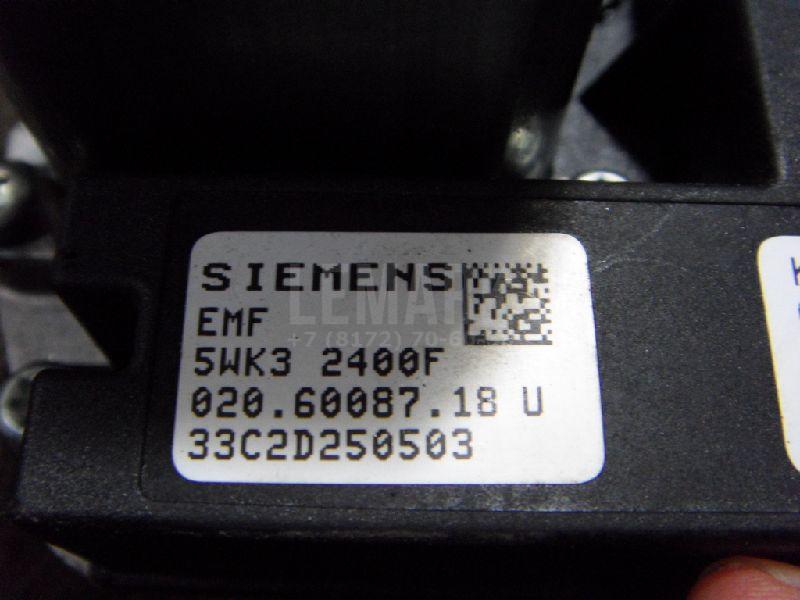 SIEMENS
EMF
5WK3 2400F
020.60087.18 U
33C2D250503